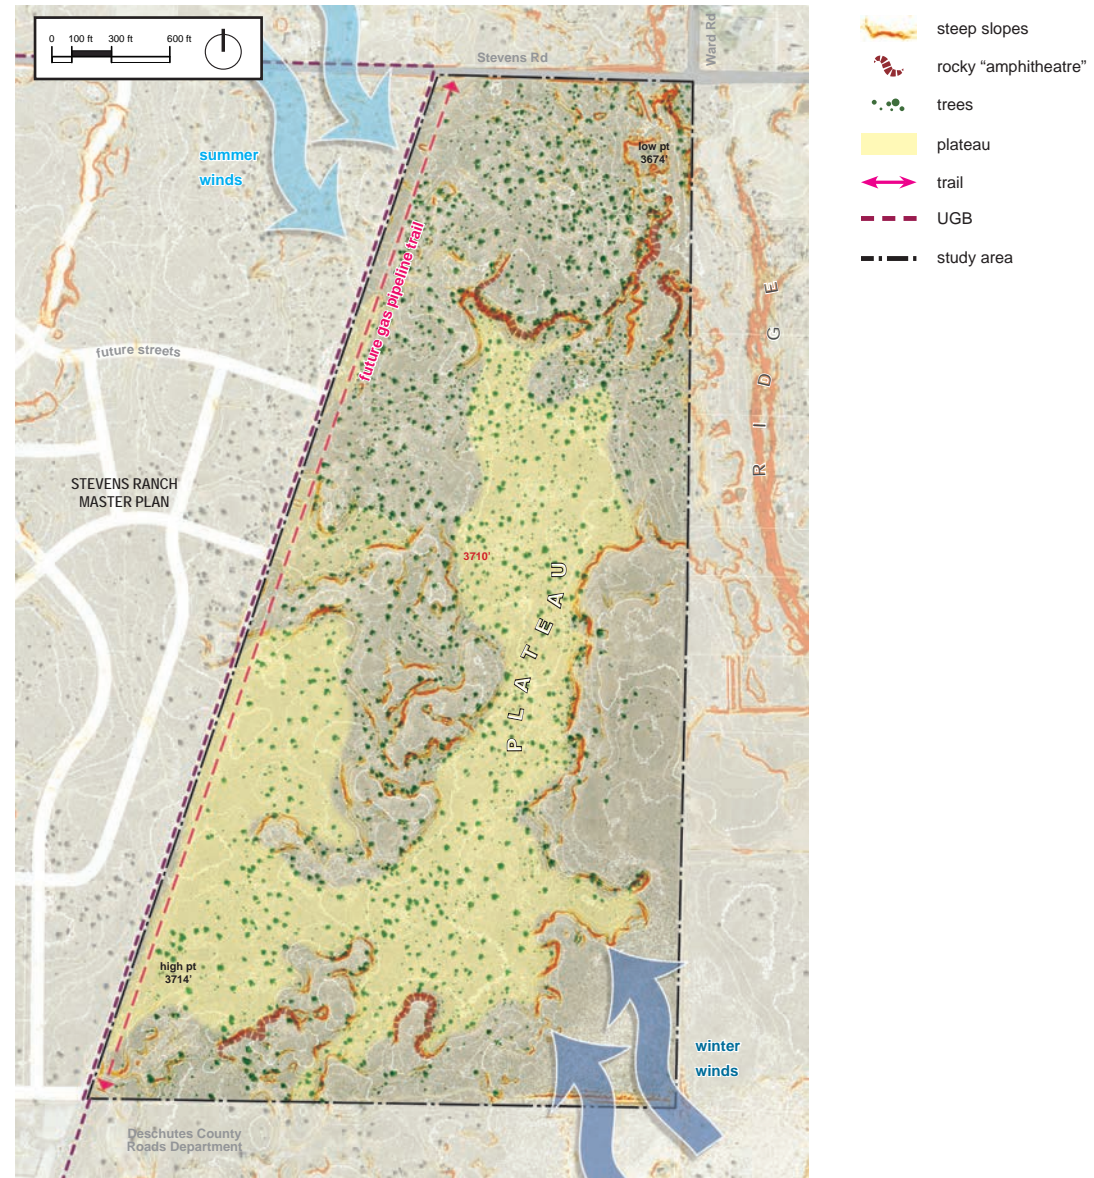 0 100 ft 300 ft 600 ft
Stevens Rd
Ward Rd
summer
winds
low pt
3674'
future gas pipeline trail
future streets
RIDGE
STEVENS RANCH
MASTER PLAN
3710'
PLATEAU
high pt
3714'
winter
winds
Deschutes County
Roads Department
steep slopes
rocky “amphitheatre”
trees
plateau
trail
UGB
study area